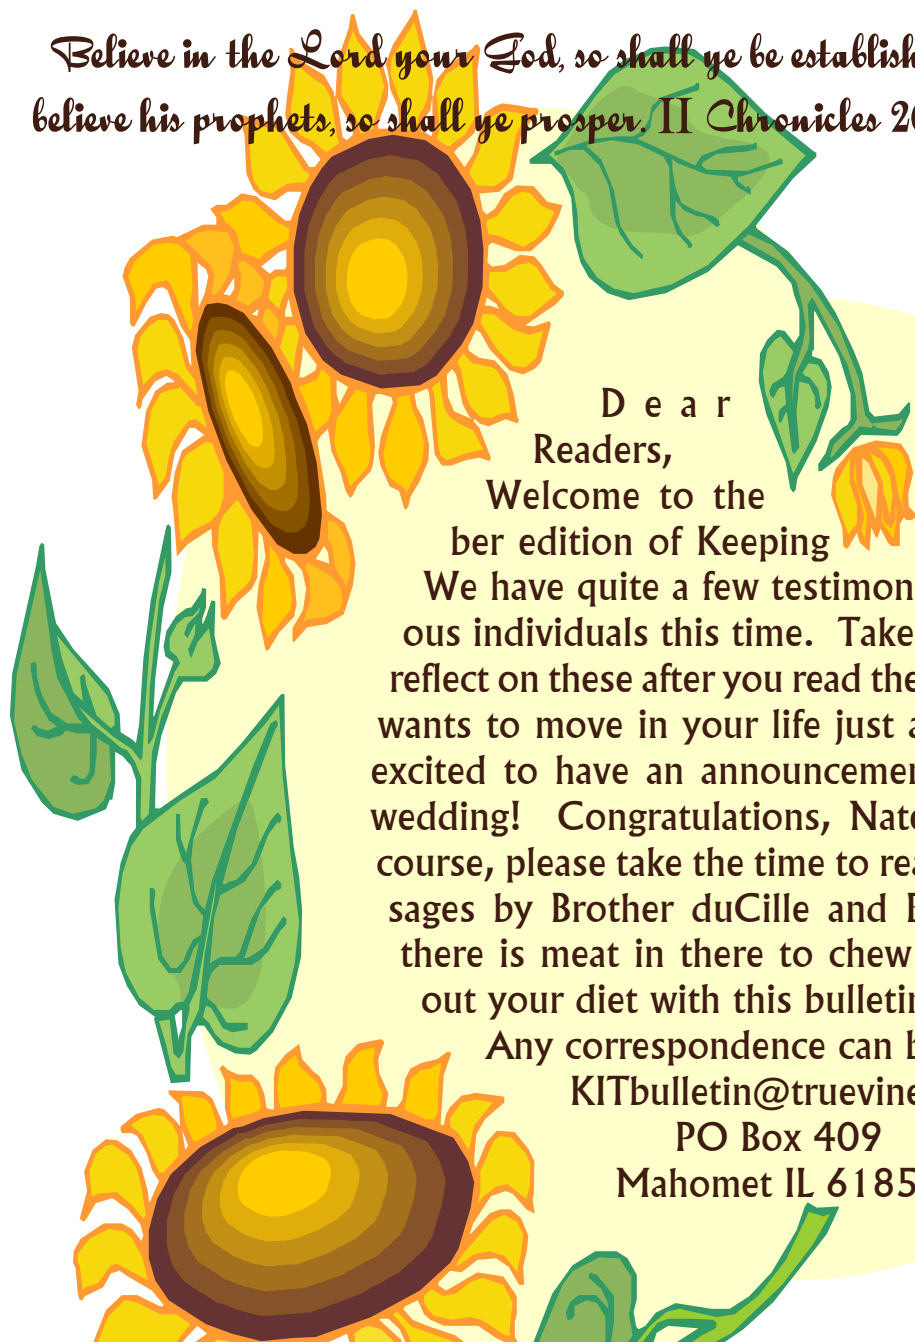 Believe in the Lord your God, so shall ye be establish
believe his prophets, so shall ye prosper. II Chronicles 20
Dear
Readers,
Welcome to the
ber edition of Keeping
We have quite a few testimon
ous individuals this time. Take
reflect on these after you read the
wants to move in your life just a
excited to have an announcemen
wedding! Congratulations, Nate
course, please take the time to rea
sages by Brother duCille and B
there is meat in there to chew
out your diet with this bulletin
Any correspondence can b
KITbulletin@truevine
PO Box 409
Mahomet IL 6185